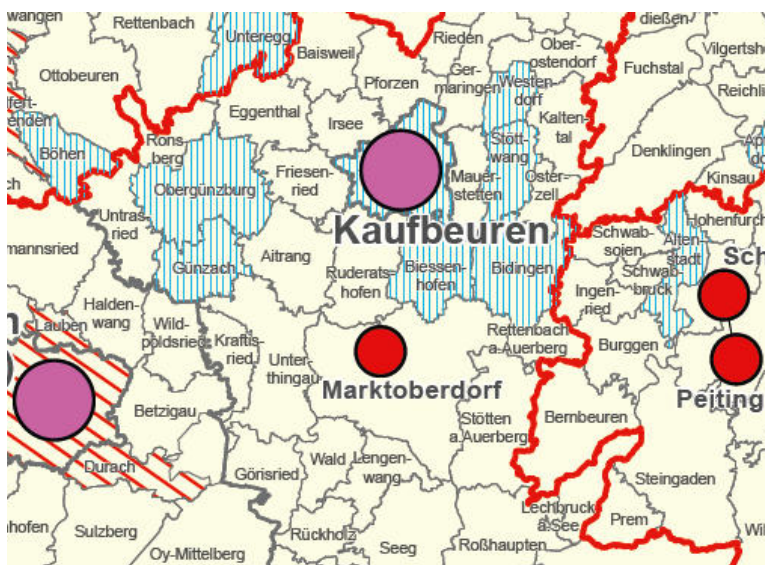 wangen
Rettenbach
Unteregg
Baisweil
Rieden
Ober-
ostendorf
dießen
Vilgertsh
Ottobeuren
Pforzen
Ger-
maringen
Westen-
dorf
Fuchstal
Reichli
Eggenthal
Irsee
Kalten-
tal
enden
Böhen
Rons-
berg
Stött-
wang
Denklingen
Obergünzburg
Friesen-
ried
Mauer-
stetten
Oster-
zell
Kinsau
Untras-
ried
Kaufbeuren
Hohenfurch
Schwab-
soien
Alten-
stadt
Sch
mannsried
Günzach
Aitrang
Ruderats-
hofen
Biessen-
hofen
Bidingen
Schwab-
bruck
Ingen-
ried
Halden-
wang
Lauben
Wild-
poldsried
Kraftis-
ried
Unter-
thingau
Rettenbach
a.Auerberg
Burggen
Marktoberdorf
Peiting
Betzigau
Stötten
a.Auerberg
Bernbeuren
Durach
Görisried
Wald
Lengen-
wang
Steingaden
Lechbruck
a.See
Prem
nhofen
Sulzberg
Rückholz
Oy-Mittelberg
Seeg
Roßhaupten